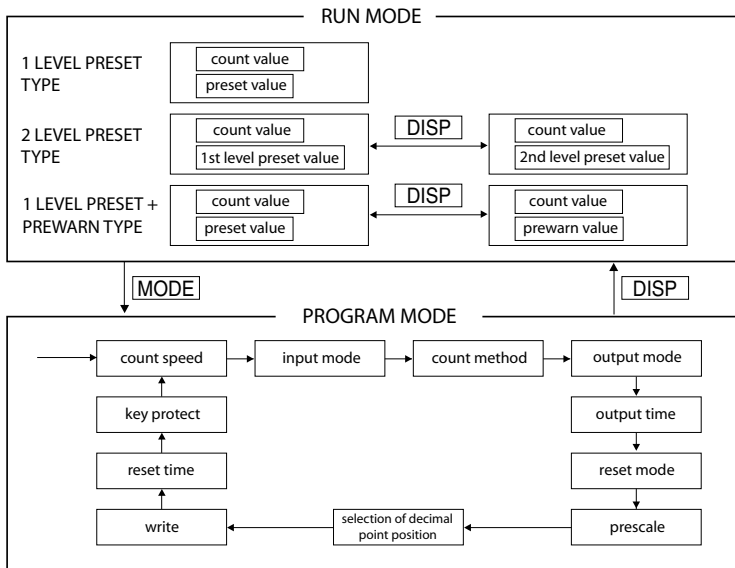 RUN MODE
1 LEVEL PRESET
TYPE
count value
preset value
2 LEVEL PRESET
TYPE
count value
1st level preset value
DISP
count value
2nd level preset value
1 LEVEL PRESET +
PREWARN TYPE
count value
preset value
DISP
count value
prewarn value
MODE
DISP
PROGRAM MODE
count speed
input mode
count method
output mode
key protect
output time
reset time
reset mode
write
selection of decimal
point position
prescale